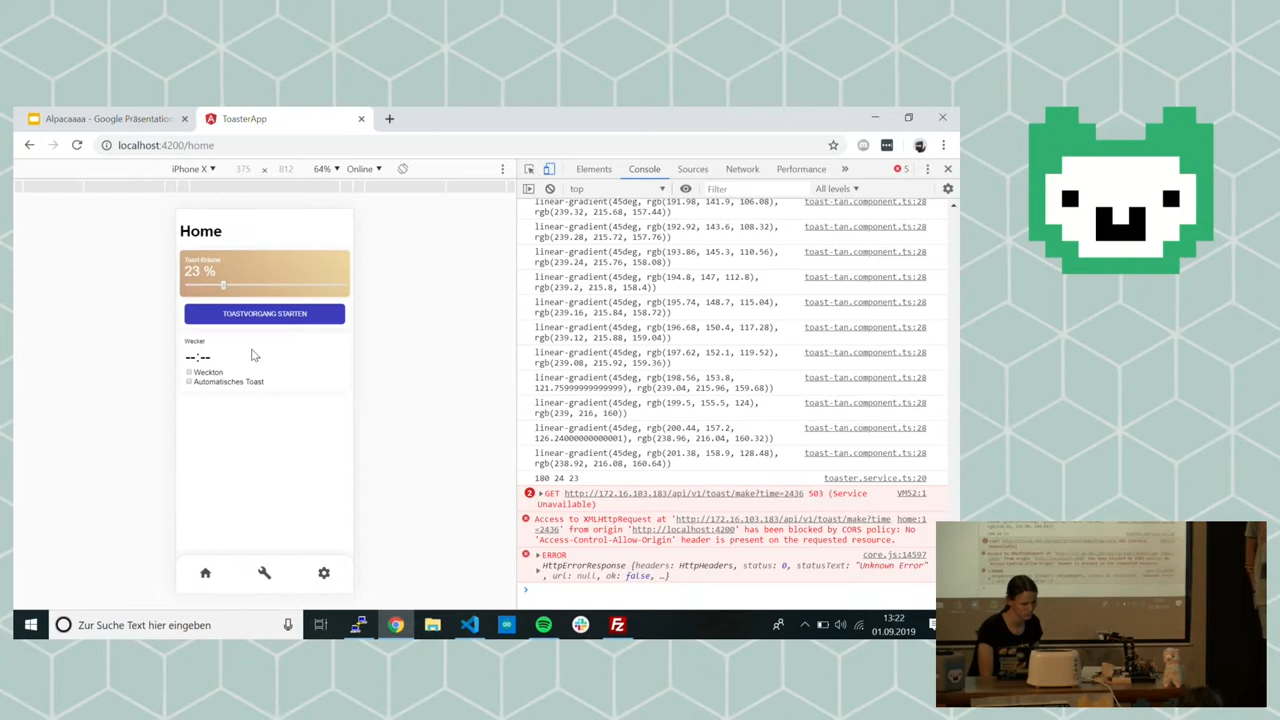 Alpacaaaa - Google Präsentation
ToasterApp
localhost:4200/home
iPhone X 375 x 812 64% Online
Elements Console Sources Network Performance 5
top Filter All levels
Home
Toast-Bräune
23 %
TOASTVORGANG STARTEN
Wecker
--:--
Weckton
Automatisches Toast
linear-gradient(45deg, rgb(191.98, 141.9, 106.08), toast-tan.component.ts:28
rgb(239.32, 215.68, 157.44))
linear-gradient(45deg, rgb(192.92, 143.6, 108.32), toast-tan.component.ts:28
rgb(239.28, 215.72, 157.76))
linear-gradient(45deg, rgb(193.86, 145.3, 110.56), toast-tan.component.ts:28
rgb(239.24, 215.76, 158.08))
linear-gradient(45deg, rgb(194.8, 147, 112.8), toast-tan.component.ts:28
rgb(239.2, 215.8, 158.4))
linear-gradient(45deg, rgb(195.74, 148.7, 115.04), toast-tan.component.ts:28
rgb(239.16, 215.84, 158.72))
linear-gradient(45deg, rgb(196.68, 150.4, 117.28), toast-tan.component.ts:28
rgb(239.12, 215.88, 159.04))
linear-gradient(45deg, rgb(197.62, 152.1, 119.52), toast-tan.component.ts:28
rgb(239.08, 215.92, 159.36))
linear-gradient(45deg, rgb(198.56, 153.8, toast-tan.component.ts:28
121.75999999999999), rgb(239.04, 215.96, 159.68))
linear-gradient(45deg, rgb(199.5, 155.5, 124), toast-tan.component.ts:28
rgb(239, 216, 160))
linear-gradient(45deg, rgb(200.44, 157.2, toast-tan.component.ts:28
126.24000000000001), rgb(238.96, 216.04, 160.32))
linear-gradient(45deg, rgb(201.38, 158.9, 128.48), toast-tan.component.ts:28
rgb(238.92, 216.08, 160.64))
180 24 23 toaster.service.ts:20
2 GET http://172.16.103.183/api/v1/toast/make?time=2436 503 (Service VM52:1
Unavailable)
Access to XMLHttpRequest at 'http://172.16.103.183/api/v1/toast/make?time home:1
=2436' from origin 'http://localhost:4200' has been blocked by CORS policy: No
'Access-Control-Allow-Origin' header is present on the requested resource.
ERROR core.js:14597
HttpErrorResponse {headers: HttpHeaders, status: 0, statusText: "Unknown Error"
, url: null, ok: false, …}
Zur Suche Text hier eingeben
13:22
01.09.2019